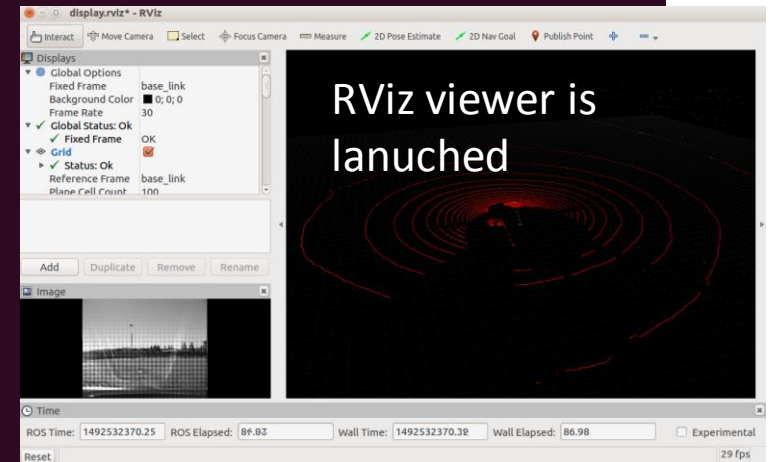 display.rviz* - RViz
Interact Move Camera Select Focus Camera Measure 2D Pose Estimate 2D Nav Goal Publish Point
Displays
Global Options
Fixed Frame base_link
Background Color 0; 0; 0
Frame Rate 30
Global Status: Ok
Fixed Frame OK
Grid
Status: Ok
Reference Frame base_link
Plane Cell Count 100
Add Duplicate Remove Rename
Image
RViz viewer is
lanuched
Time
ROS Time: 1492532370.25 ROS Elapsed: Wall Time: Wall Elapsed: 86.98 Experimental
Reset 29 fps